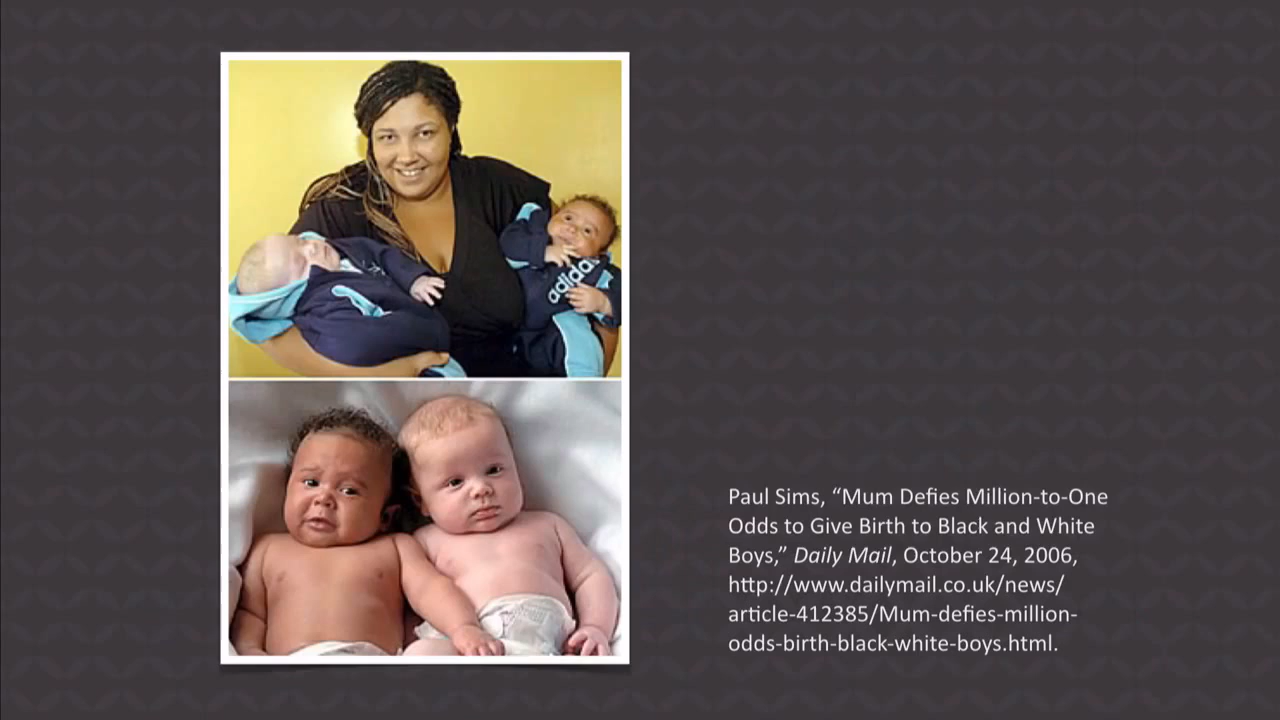 adidas
Paul Sims, “Mum Defies Million-to-One
Odds to Give Birth to Black and White
Boys,” Daily Mail, October 24, 2006,
http://www.dailymail.co.uk/news/
article-412385/Mum-defies-million-
odds-birth-black-white-boys.html.